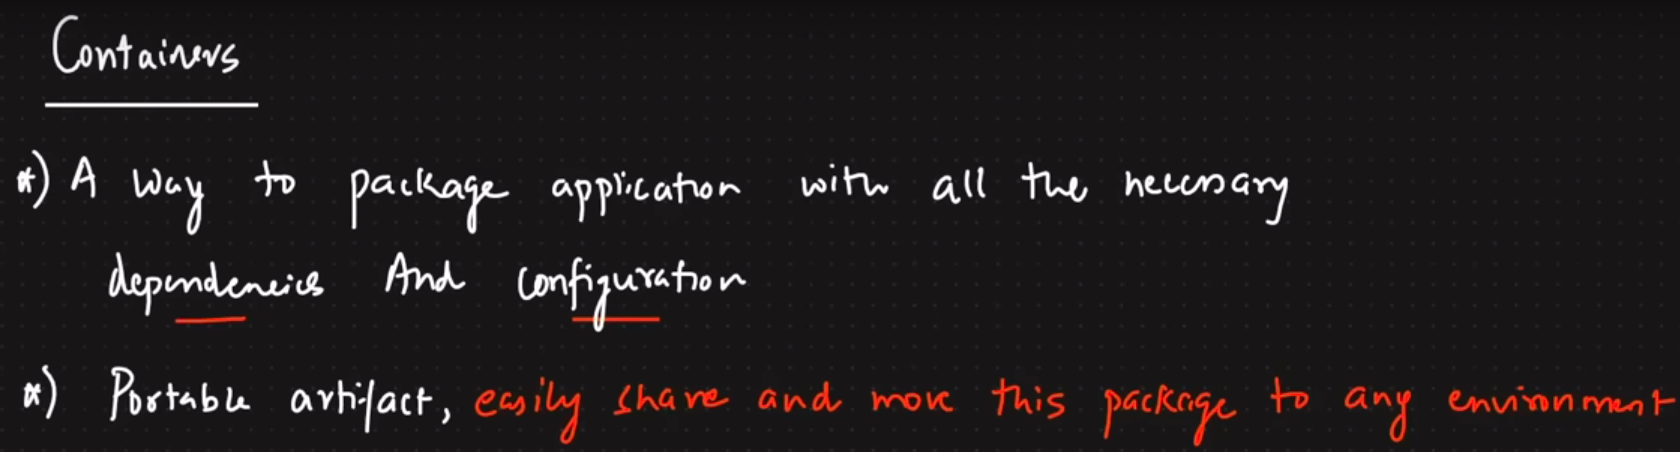 Containers
*) A way to package application with all the necessary
dependencies And configuration
*) Portable artifact, easily share and move this package to any environment